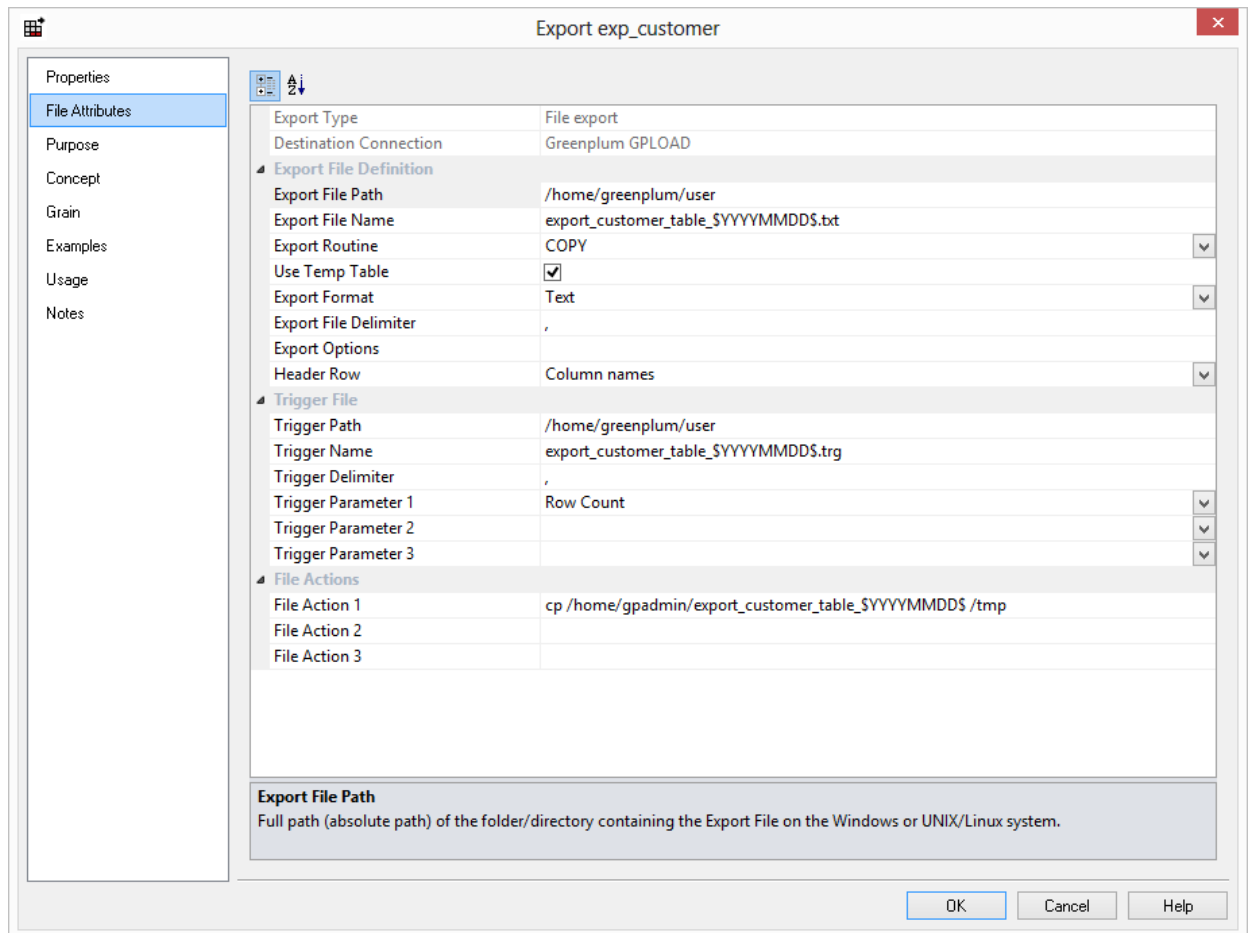 Export exp_customer
Properties
File Attributes
Purpose
Concept
Grain
Examples
Usage
Notes
Export Type File export
Destination Connection Greenplum GPLOAD
Export File Definition
Export File Path /home/greenplum/user
Export File Name export_customer_table_$YYYYMMDD$.txt
Export Routine COPY
Use Temp Table
Export Format Text
Export File Delimiter ,
Export Options
Header Row Column names
Trigger File
Trigger Path /home/greenplum/user
Trigger Name export_customer_table_$YYYYMMDD$.trg
Trigger Delimiter ,
Trigger Parameter 1 Row Count
Trigger Parameter 2
Trigger Parameter 3
File Actions
File Action 1 cp /home/gpadmin/export_customer_table_$YYYYMMDD$ /tmp
File Action 2
File Action 3
Export File Path
Full path (absolute path) of the folder/directory containing the Export File on the Windows or UNIX/Linux system.
OK Cancel Help